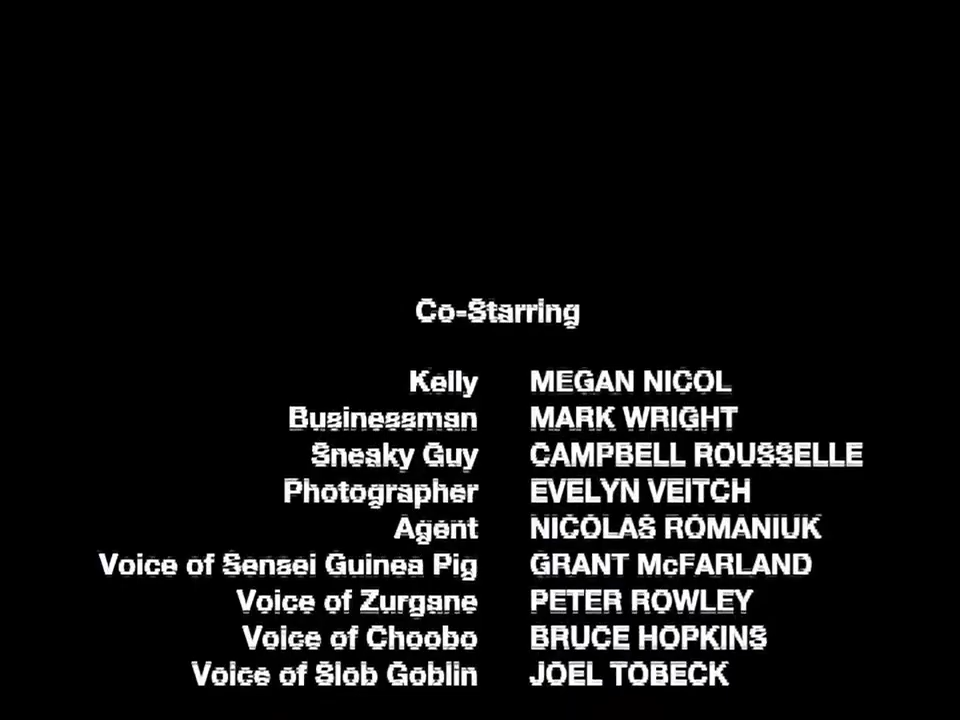 Co-Starring
Kelly MEGAN NICOL
Businessman MARK WRIGHT
Sneaky Guy CAMPBELL ROUSSELLE
Photographer EVELYN VEITCH
Agent NICOLAS ROMANIUK
Voice of Sensei Guinea Pig GRANT McFARLAND
Voice of Zurgane PETER ROWLEY
Voice of Choobo BRUCE HOPKINS
Voice of Slob Goblin JOEL TOBECK